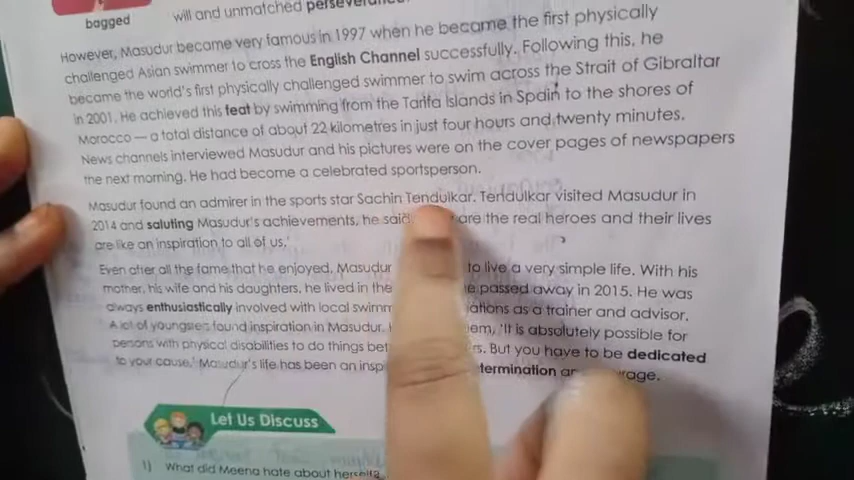 bagged
will and unmatched
However, Masudur became very famous in 1997 when he became the first physically
challenged Asian swimmer to cross the English Channel successfully. Following this, he
became the world's first physically challenged swimmer to swim across the Strait of Gibraltar
in 2001. He achieved this feat by swimming from the Tarifa Islands in Spain to the shores of
Morocco — a total distance of about 22 kilometres in just four hours and twenty minutes.
News channels interviewed Masudur and his pictures were on the cover pages of newspapers
the next morning. He had become a celebrated sportsperson.
Masudur found an admirer in the sports star Sachin Tendulkar. Tendulkar visited Masudur in
2014 and saluting Masudur's achievements, he said are the real heroes and their lives
are like an inspiration to all of us.'
Even after all the fame that he enjoyed, Masudur to live a very simple life. With his
mother, his wife and his daughters, he lived in the passed away in 2015. He was
always enthusiastically involved with local as a trainer and advisor.
A lot of youngsters found inspiration in Masudur. 'It is absolutely possible for
persons with physical disabilities to do things But you have to be dedicated
to your cause.' Masudur's life has been an
Let Us Discuss
1) What did Meena hate about herself?